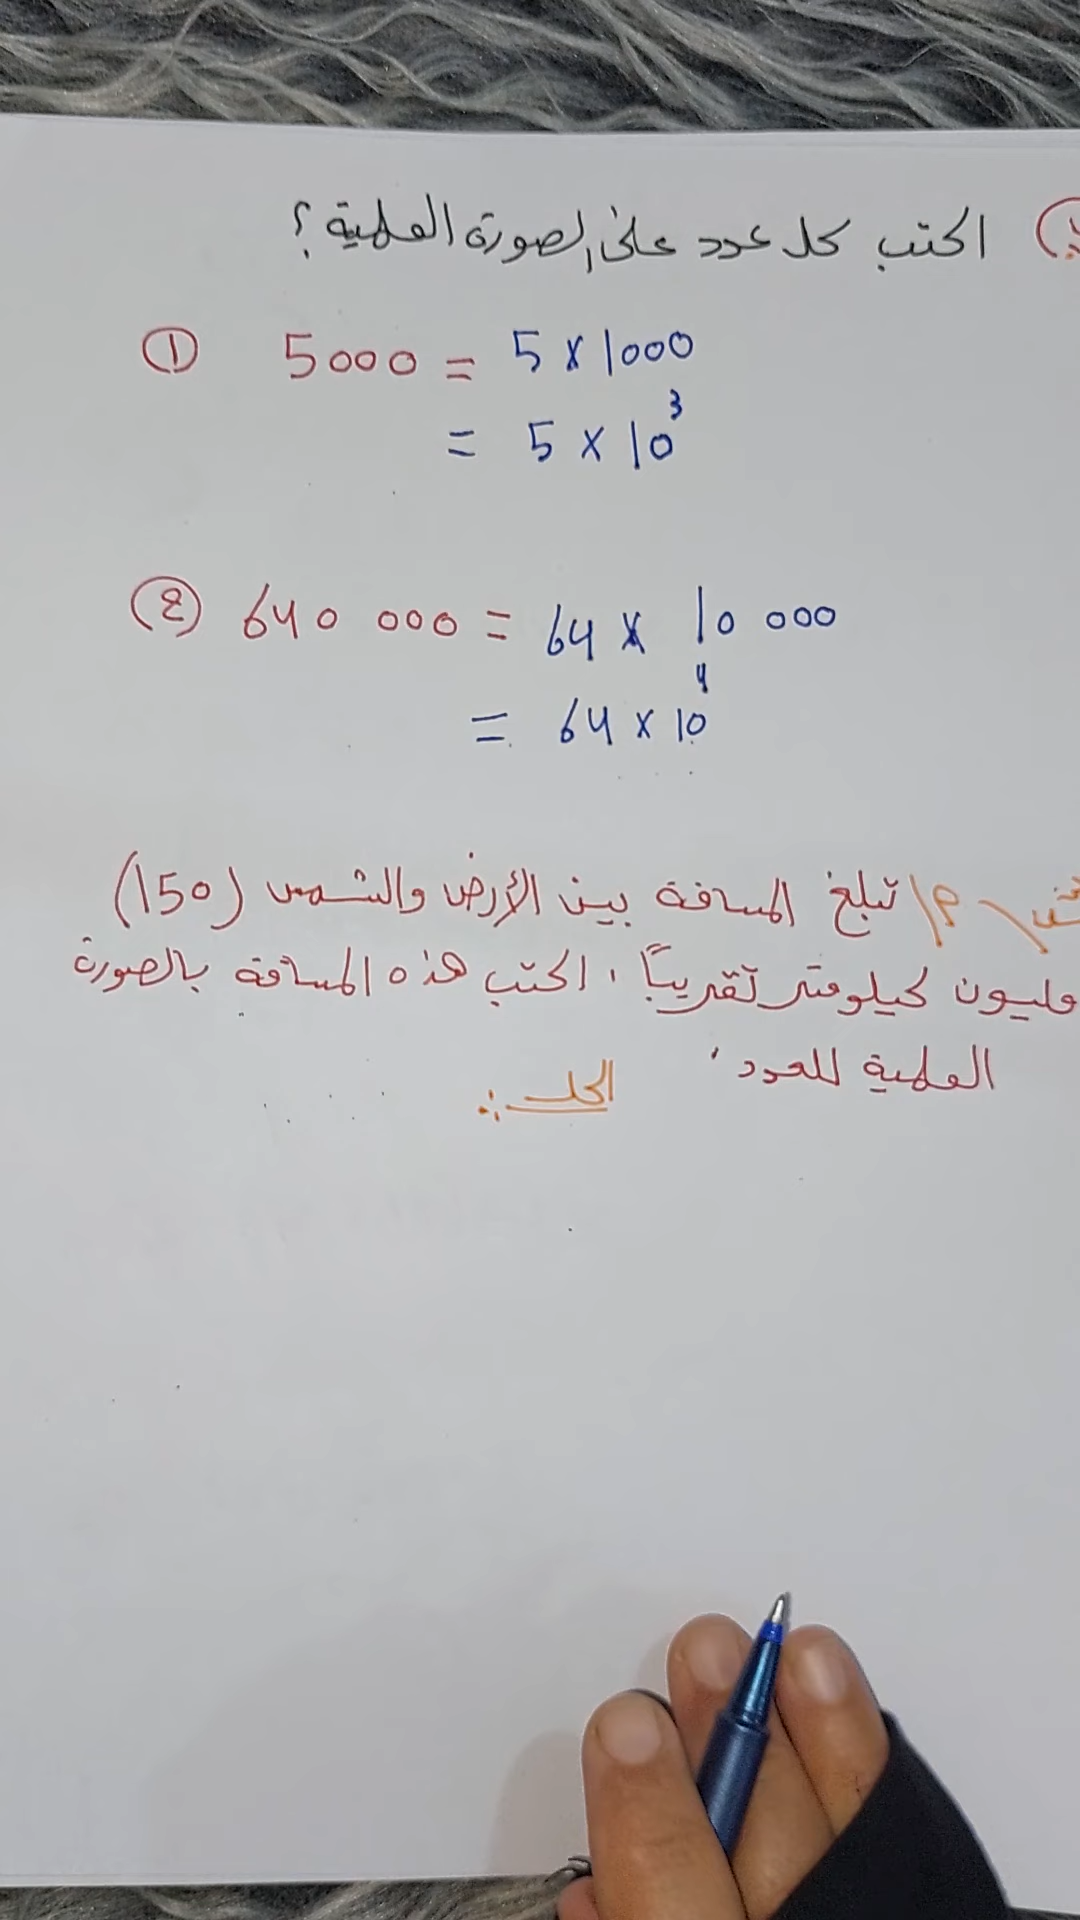 اكتب كل عدد على الصورة العلمية ؟
① 5000 = 5 × 1000
= 5 × 10³
② 640 000 = 64 × 10 000
= 64 × 10⁴
م\ تبلغ المسافة بين الأرض والشمس (150)
مليون كيلومتر تقريباً، اكتب هذه المسافة بالصورة
العلمية للعدد .
الحل :